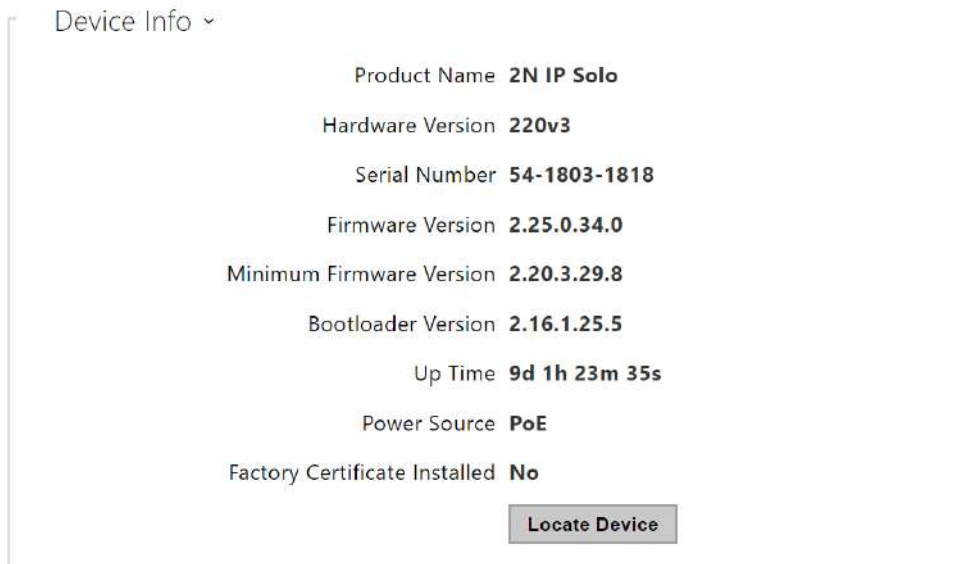 Device Info
Product Name 2N IP Solo
Hardware Version 220v3
Serial Number 54-1803-1818
Firmware Version 2.25.0.34.0
Minimum Firmware Version 2.20.3.29.8
Bootloader Version 2.16.1.25.5
Up Time 9d 1h 23m 35s
Power Source PoE
Factory Certificate Installed No
Locate Device